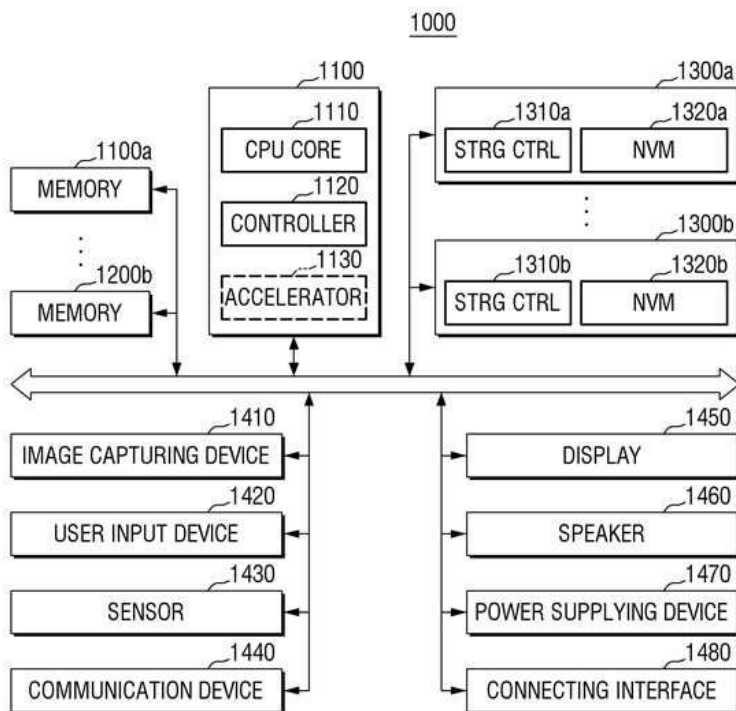 1000
1100
1110
CPU CORE
1120
CONTROLLER
1130
ACCELERATOR
1100a
MEMORY
1200b
MEMORY
1300a
1310a
STRG CTRL
1320a
NVM
1300b
1310b
STRG CTRL
1320b
NVM
1410
IMAGE CAPTURING DEVICE
1420
USER INPUT DEVICE
1430
SENSOR
1440
COMMUNICATION DEVICE
1450
DISPLAY
1460
SPEAKER
1470
POWER SUPPLYING DEVICE
1480
CONNECTING INTERFACE